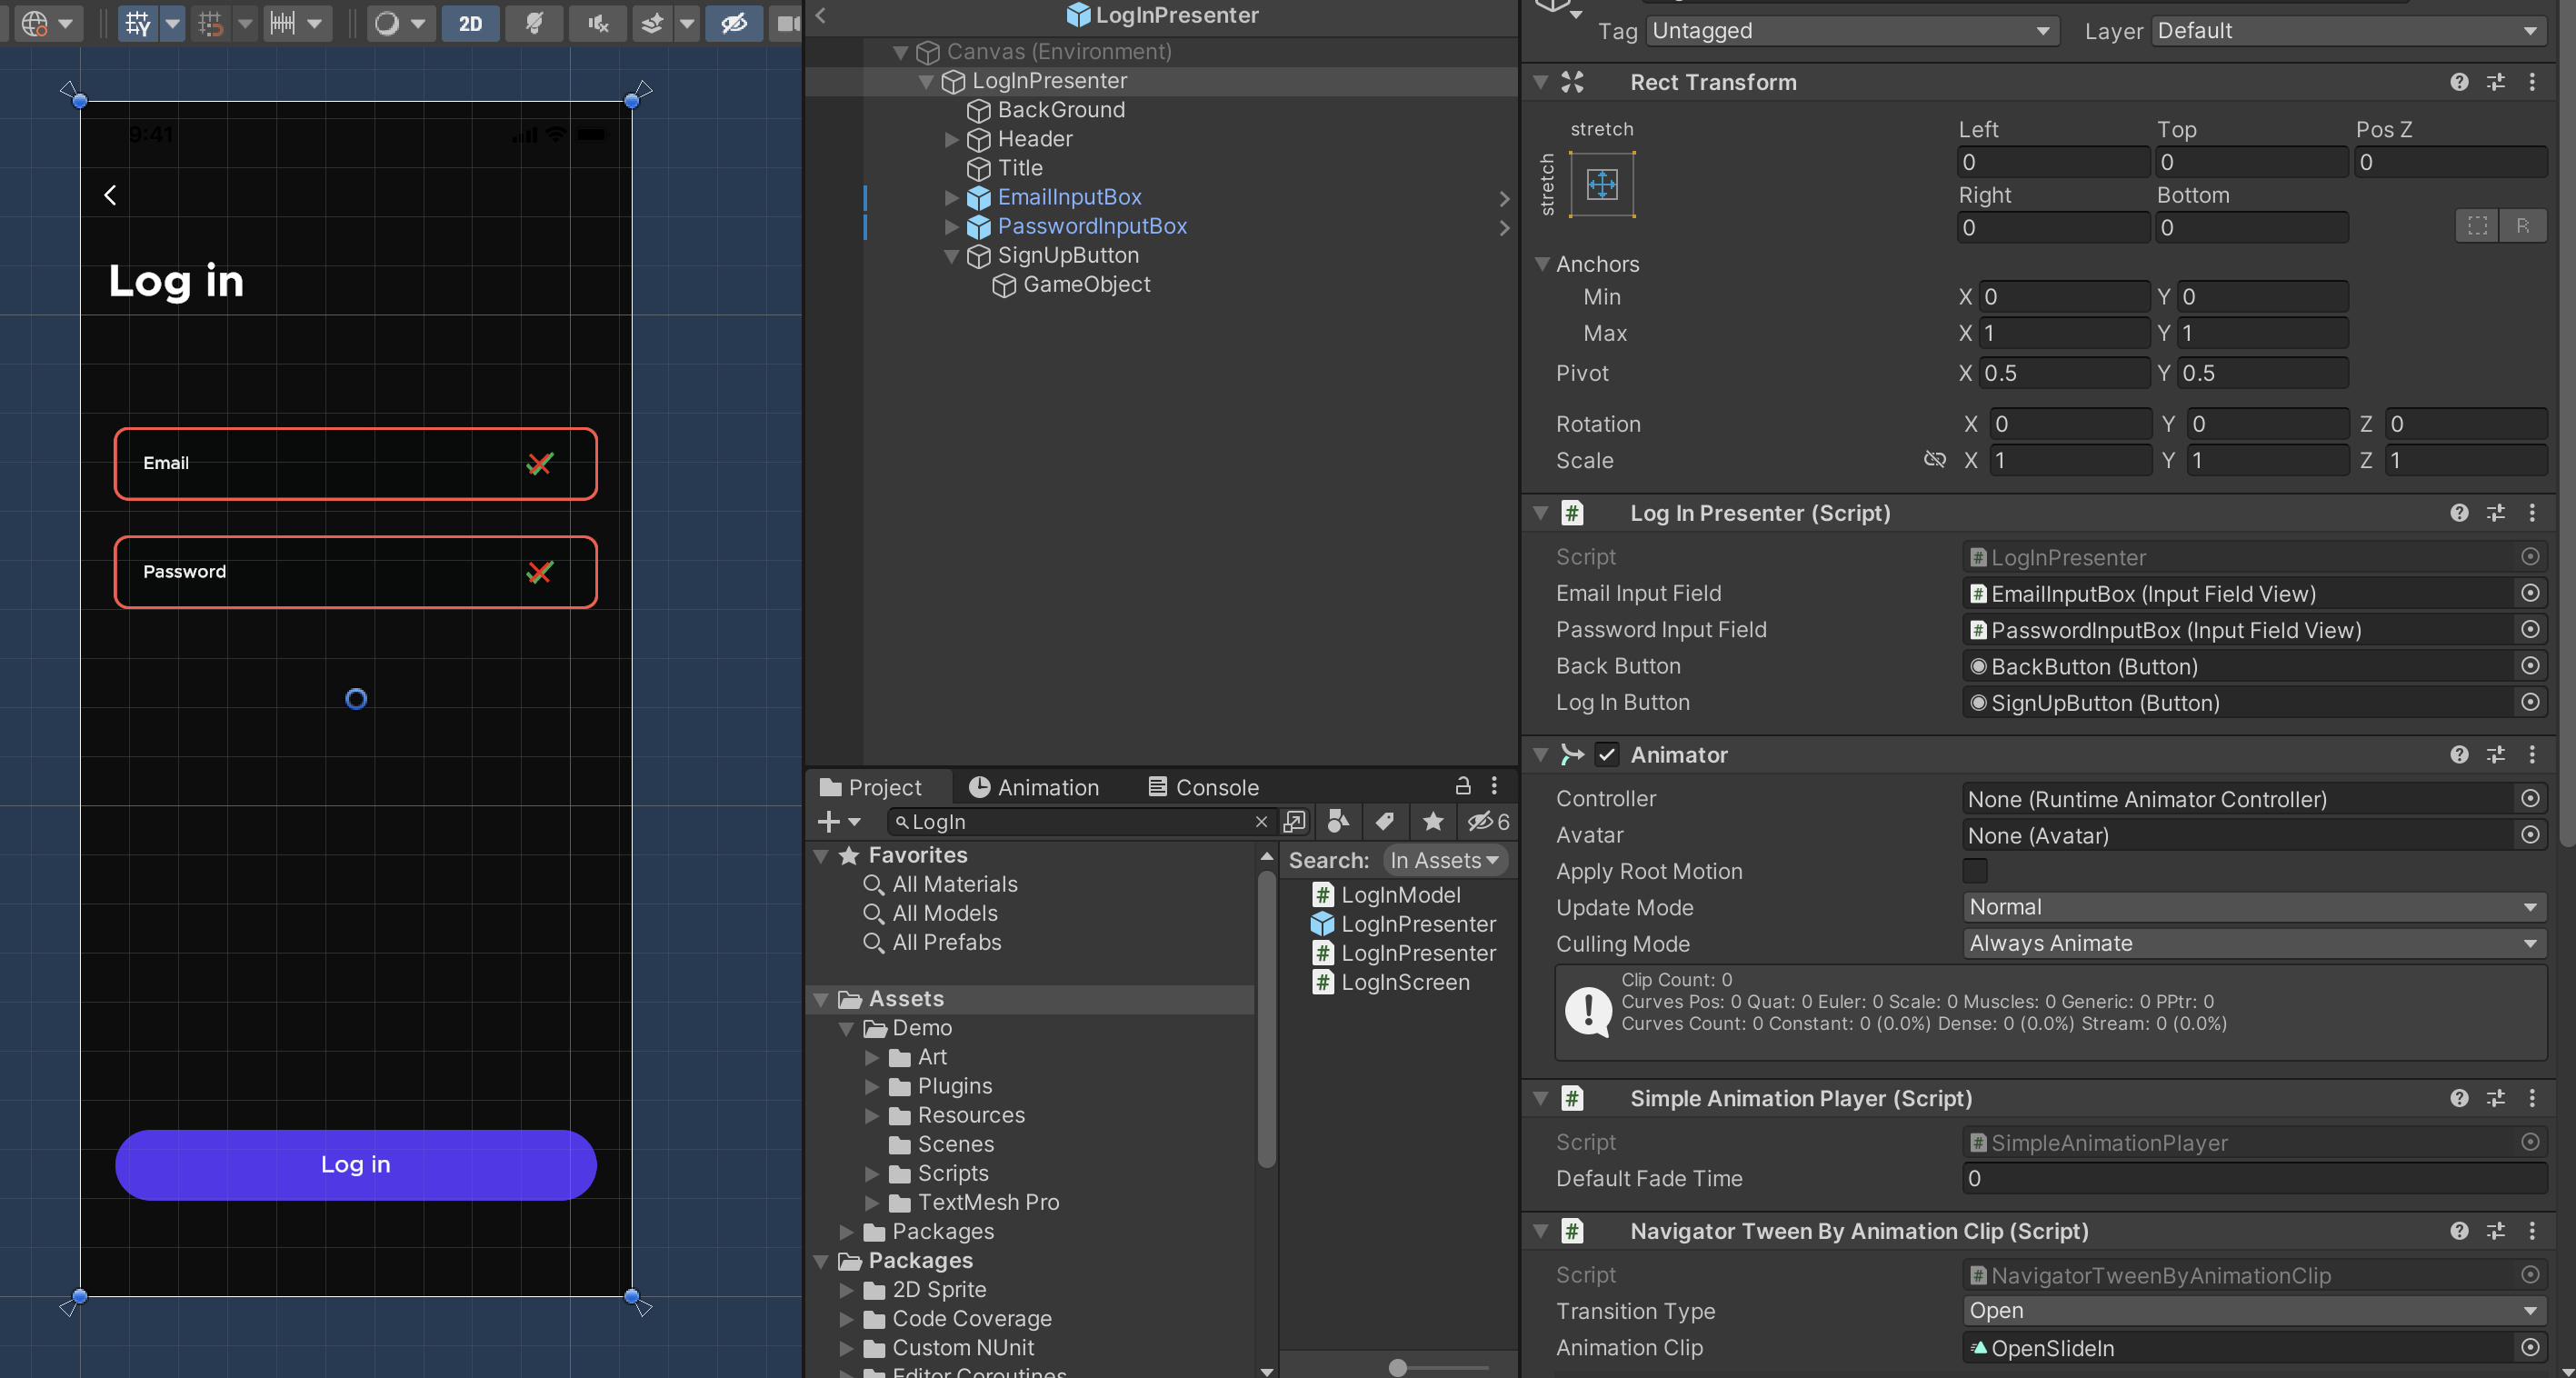 2D
9:41
Log in
Email
Password
Log in
LogInPresenter
Canvas (Environment)
LogInPresenter
BackGround
Header
Title
EmailInputBox
PasswordInputBox
SignUpButton
GameObject
Project
Animation
Console
LogIn
6
Favorites
All Materials
All Models
All Prefabs
Assets
Demo
Art
Plugins
Resources
Scenes
Scripts
TextMesh Pro
Packages
Packages
2D Sprite
Code Coverage
Custom NUnit
Editor Coroutines
Search: In Assets
LogInModel
LogInPresenter
LogInPresenter
LogInScreen
Tag Untagged Layer Default
Rect Transform
stretch
stretch
Left Top Pos Z
0 0 0
Right Bottom
0 0
R
Anchors
Min X 0 Y 0
Max X 1 Y 1
Pivot X 0.5 Y 0.5
Rotation X 0 Y 0 Z 0
Scale X 1 Y 1 Z 1
# Log In Presenter (Script)
Script # LogInPresenter
Email Input Field # EmailInputBox (Input Field View)
Password Input Field # PasswordInputBox (Input Field View)
Back Button BackButton (Button)
Log In Button SignUpButton (Button)
Animator
Controller None (Runtime Animator Controller)
Avatar None (Avatar)
Apply Root Motion
Update Mode Normal
Culling Mode Always Animate
Clip Count: 0
Curves Pos: 0 Quat: 0 Euler: 0 Scale: 0 Muscles: 0 Generic: 0 PPtr: 0
Curves Count: 0 Constant: 0 (0.0%) Dense: 0 (0.0%) Stream: 0 (0.0%)
# Simple Animation Player (Script)
Script # SimpleAnimationPlayer
Default Fade Time 0
# Navigator Tween By Animation Clip (Script)
Script # NavigatorTweenByAnimationClip
Transition Type Open
Animation Clip OpenSlideIn